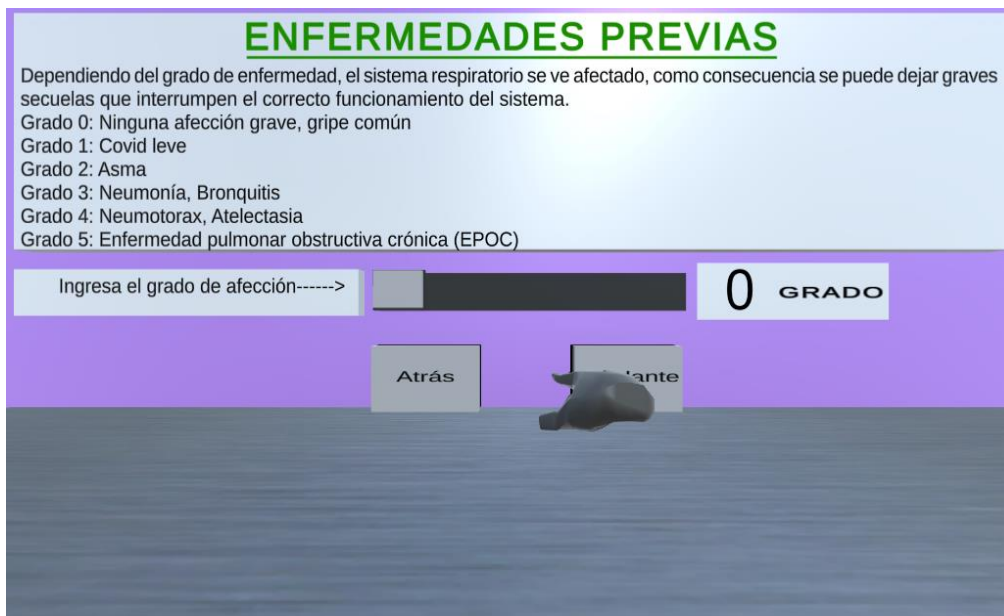 ENFERMEDADES PREVIAS
Dependiendo del grado de enfermedad, el sistema respiratorio se ve afectado, como consecuencia se puede dejar graves
secuelas que interrumpen el correcto funcionamiento del sistema.
Grado 0: Ninguna afección grave, gripe común
Grado 1: Covid leve
Grado 2: Asma
Grado 3: Neumonía, Bronquitis
Grado 4: Neumotorax, Atelectasia
Grado 5: Enfermedad pulmonar obstructiva crónica (EPOC)
Ingresa el grado de afección------>
0 GRADO
Atrás